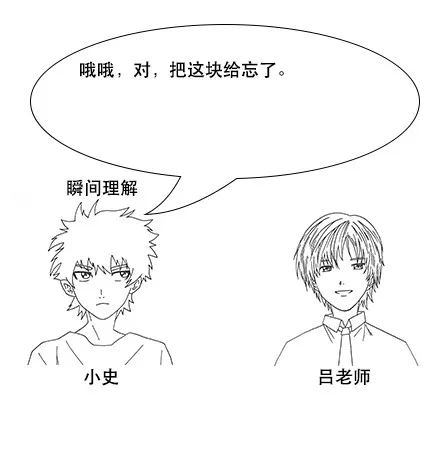 哦哦，对，把这块给忘了。
瞬间理解
小史
吕老师